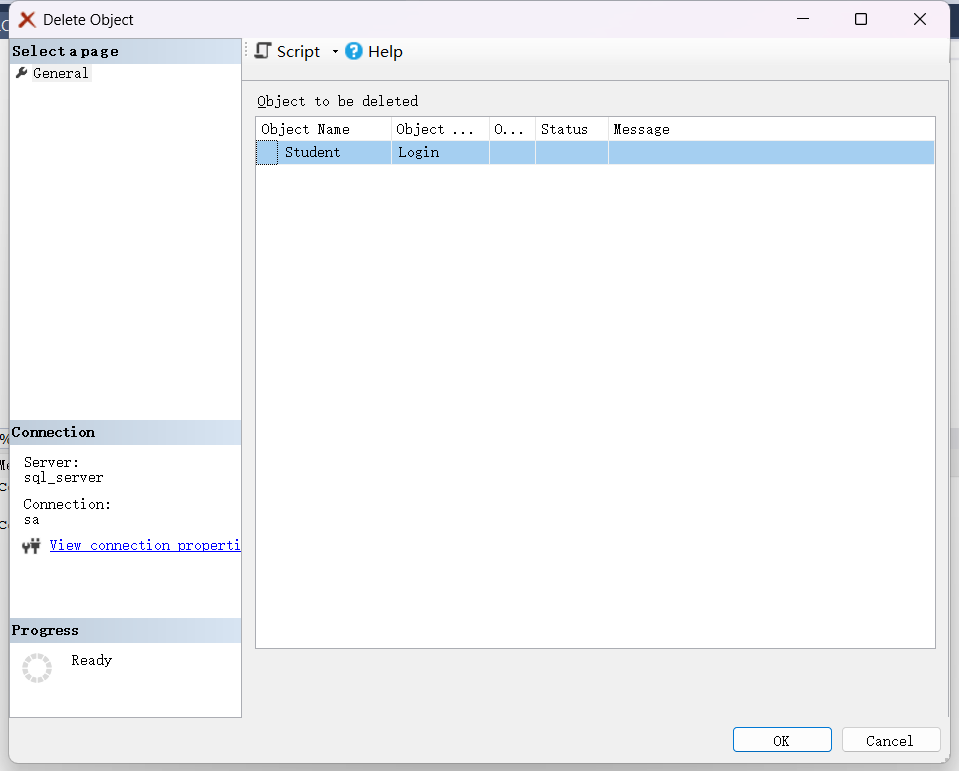 Delete Object
Select a page
General
Script
Help
Object to be deleted
Object Name Object ... O... Status Message
Student Login
Connection
Server:
sql_server
Connection:
sa
View connection properti
Progress
Ready
OK
Cancel